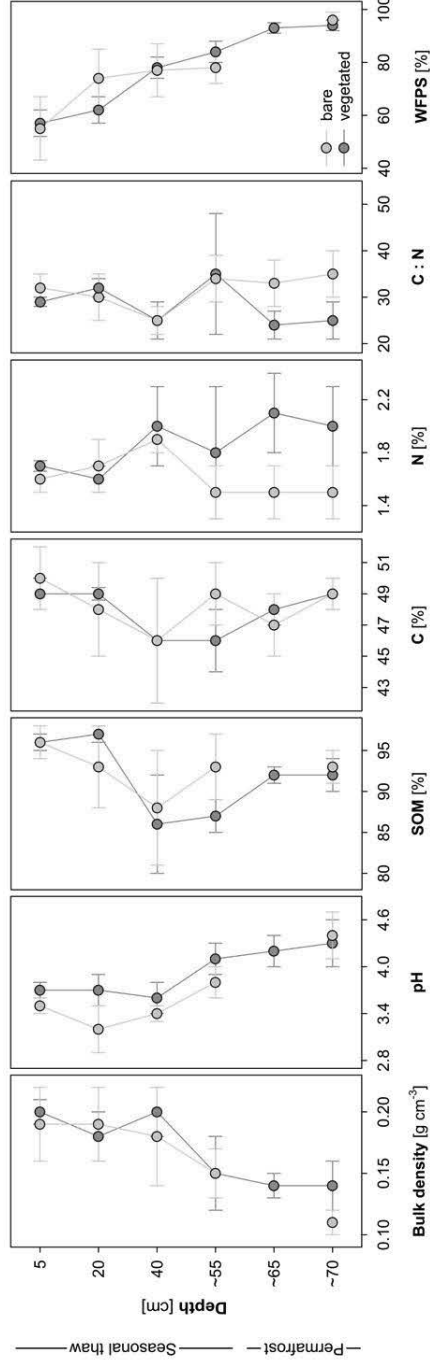 Seasonal thaw
Permafrost
Depth [cm]
5
20
40
~55
~65
~70
0.10
0.15
0.20
Bulk density [g cm-3]
2.8
3.4
4.0
4.6
pH
80
85
90
95
SOM [%]
43
45
47
49
51
C [%]
1.4
1.8
2.2
N [%]
20
30
40
50
C : N
bare
vegetated
40
60
80
100
WFPS [%]